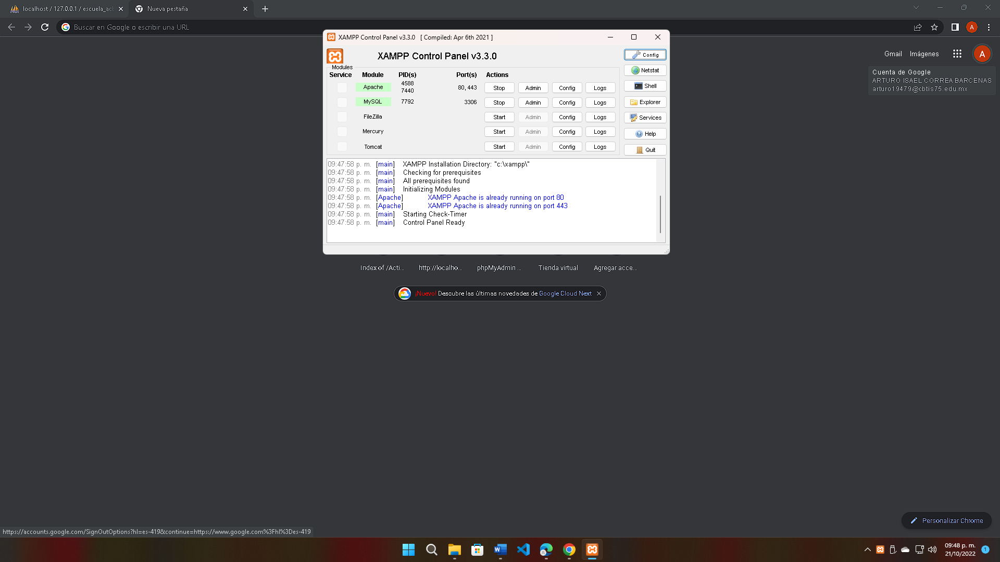 localhost / 127.0.0.1 / escuela_acl
Nueva pestaña
Buscar en Google o escribir una URL
Gmail
Imágenes
A
Cuenta de Google
ARTURO ISAEL CORREA BARCENAS
arturo19479@cbtis75.edu.mx
XAMPP Control Panel v3.3.0 [ Compiled: Apr 6th 2021 ]
XAMPP Control Panel v3.3.0
Modules
Service Module PID(s) Port(s) Actions
Apache 4588 7440 80, 443 Stop Admin Config Logs
MySQL 7792 3306 Stop Admin Config Logs
FileZilla Start Admin Config Logs
Mercury Start Admin Config Logs
Tomcat Start Admin Config Logs
Config
Netstat
Shell
Explorer
Services
Help
Quit
09:47:58 p. m. [main] XAMPP Installation Directory: "c:\xampp\"
09:47:58 p. m. [main] Checking for prerequisites
09:47:58 p. m. [main] All prerequisites found
09:47:58 p. m. [main] Initializing Modules
09:47:58 p. m. [Apache] XAMPP Apache is already running on port 80
09:47:58 p. m. [Apache] XAMPP Apache is already running on port 443
09:47:58 p. m. [main] Starting Check-Timer
09:47:58 p. m. [main] Control Panel Ready
Index of /Acti...
http://localho...
phpMyAdmin ...
Tienda virtual
Agregar acce...
¡Nuevo! Descubre las últimas novedades de Google Cloud Next
Personalizar Chrome
https://accounts.google.com/SignOutOptions?hl=es-419&continue=https://www.google.com%3Fhl%3Des-419
09:48 p. m.
21/10/2022
1